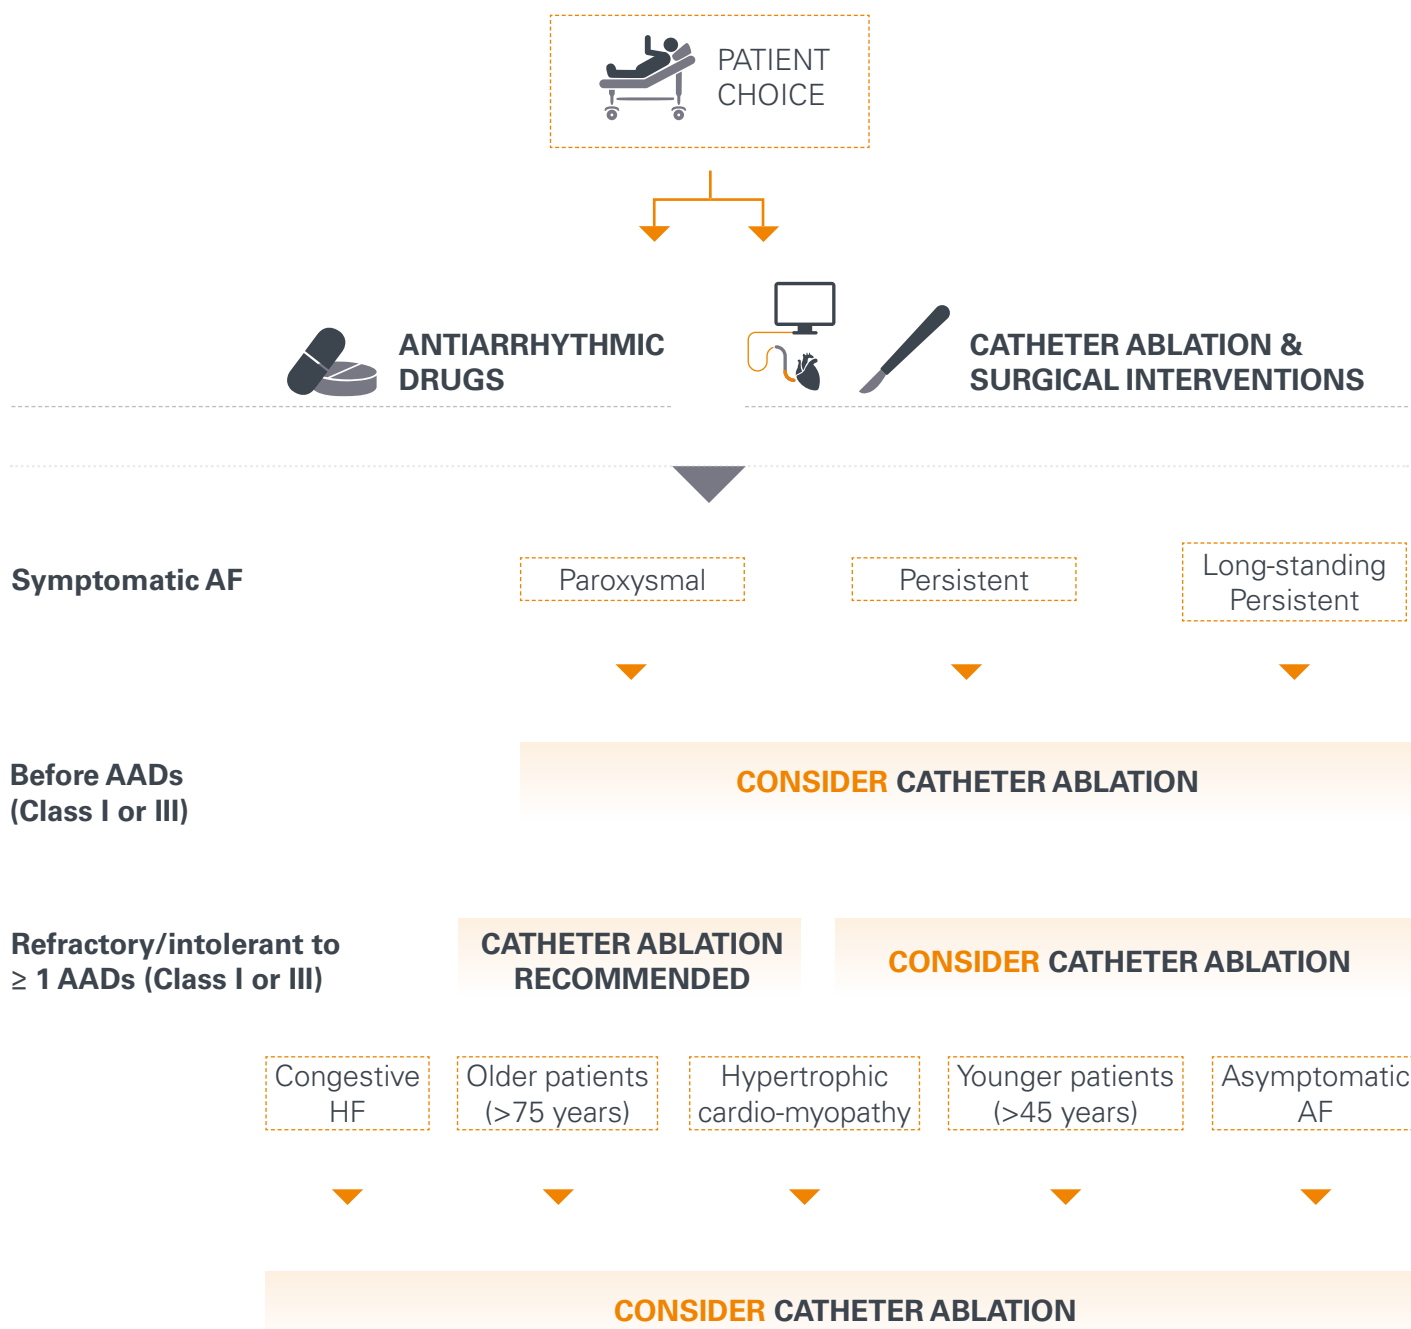 PATIENT
CHOICE
ANTIARRHYTHMIC
DRUGS
CATHETER ABLATION &
SURGICAL INTERVENTIONS
Symptomatic AF
Paroxysmal
Persistent
Long-standing
Persistent
Before AADs
(Class I or III)
CONSIDER CATHETER ABLATION
Refractory/intolerant to
≥ 1 AADs (Class I or III)
CATHETER ABLATION
RECOMMENDED
CONSIDER CATHETER ABLATION
Congestive
HF
Older patients
(>75 years)
Hypertrophic
cardio-myopathy
Younger patients
(>45 years)
Asymptomatic
AF
CONSIDER CATHETER ABLATION